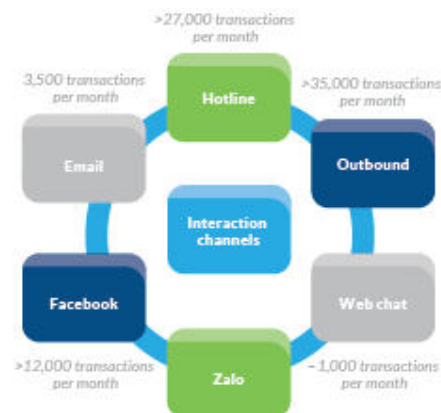 >27,000 transactions
per month
Hotline
3,500 transactions
per month
>35,000 transactions
per month
Email
Outbound
Interaction
channels
Facebook
Web chat
>12,000 transactions
per month
Zalo
~1,000 transactions
per month